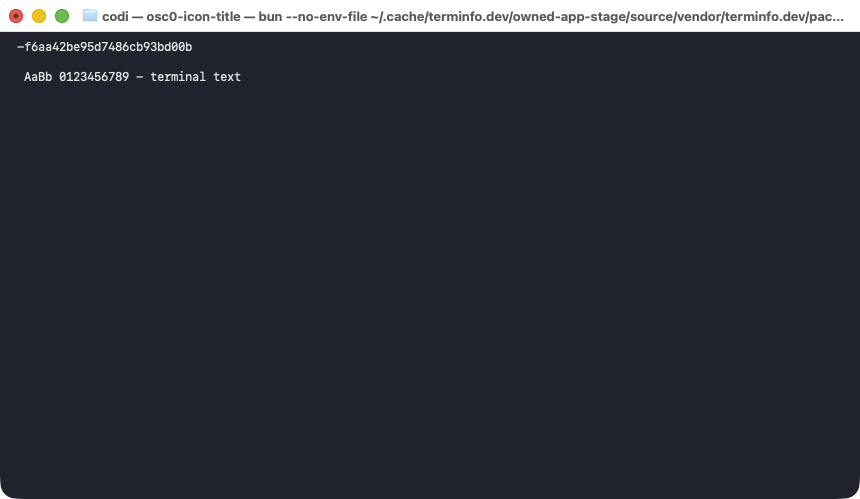 codi — osc0-icon-title — bun --no-env-file ~/.cache/terminfo.dev/owned-app-stage/source/vendor/terminfo.dev/pac...
-f6aa42be95d7486cb93bd00b
AaBb 0123456789 — terminal text